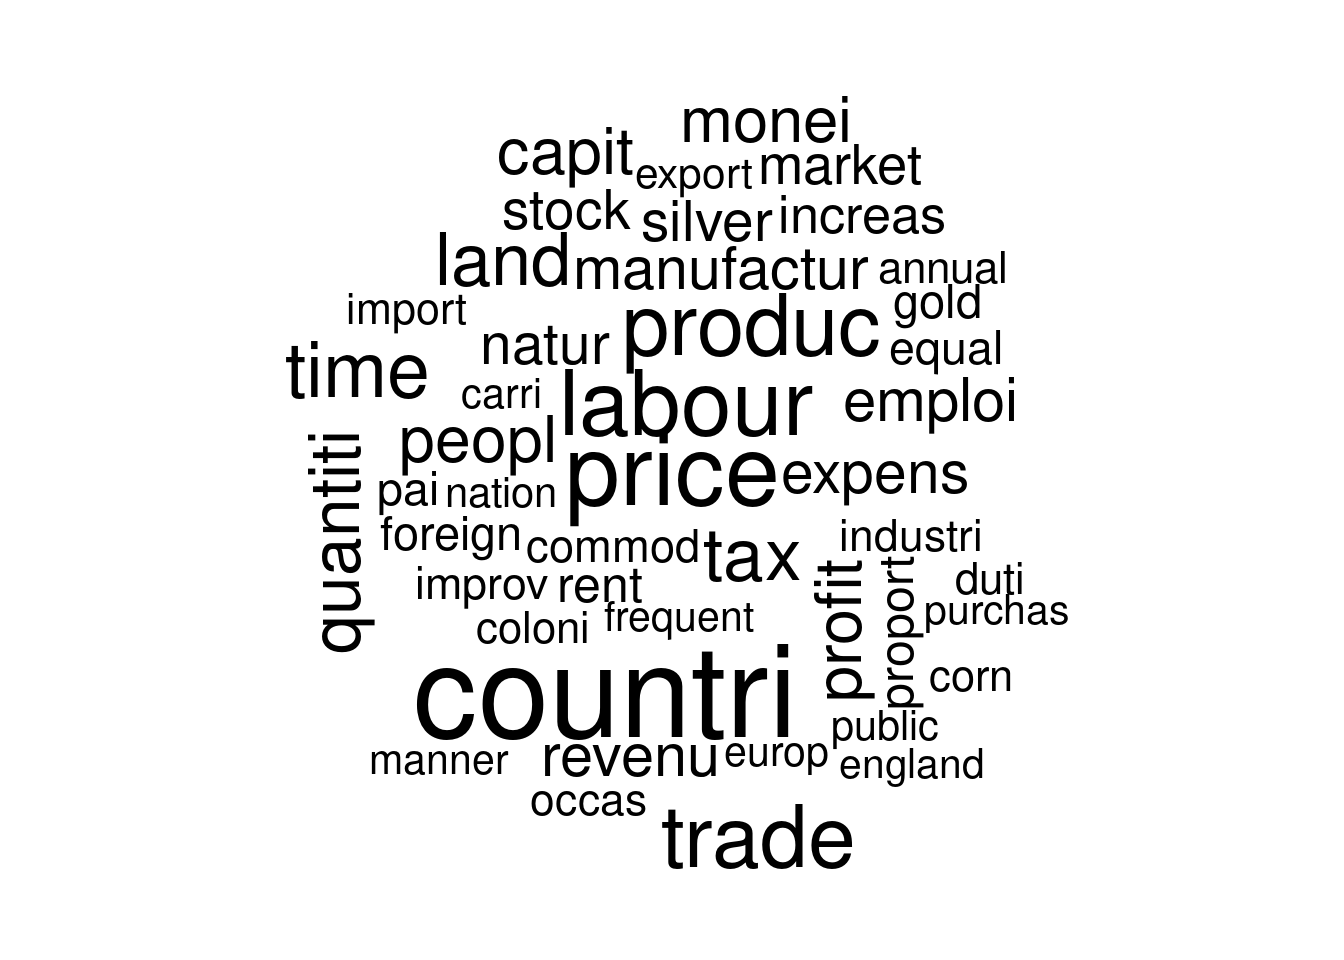 monei
capit
export
market
stock
silver
increas
land
manufactur
annual
import
produc
gold
natur
equal
time
carri
labour
emploi
peopl
quantiti
price
expens
pai
nation
foreign
commod
tax
industri
improv
rent
profit
proport
duti
purchas
coloni
frequent
countri
corn
public
manner
revenu
europ
england
occas
trade